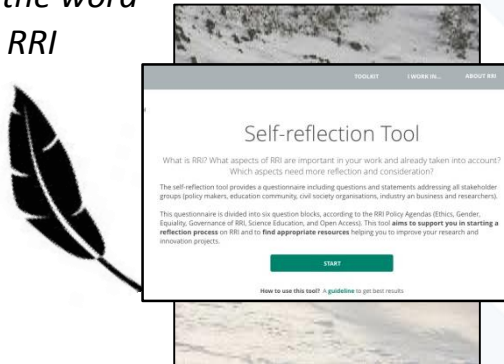 the word
RRI
TOOLKIT I WORK IN... ABOUT RRI
Self-reflection Tool
What is RRI? What aspects of RRI are important in your work and already taken into account?
Which aspects need more reflection and consideration?
The self-reflection tool provides a questionnaire including questions and statements addressing all stakeholder
groups (policy makers, education community, civil society organisations, industry an business and researchers).
This questionnaire is divided into six question blocks, according to the RRI Policy Agendas (Ethics, Gender,
Equality, Governance of RRI, Science Education, and Open Access). This tool aims to support you in starting a
reflection process on RRI and to find appropriate resources helping you to improve your research and
innovation projects.
START
How to use this tool? A guideline to get best results